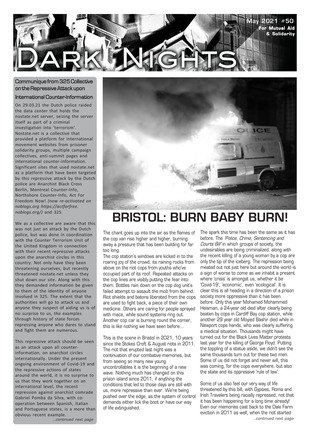 May 2021 #50
For Mutual Aid
& Solidarity
DARK NIGHTS
Communique from 325 Collective
on the Repressive Attack upon
International Counter-Information
On 29.03.21 the Dutch police raided
the data center that holds the
nostate.net server, seizing the server
itself as part of a criminal
investigation into 'terrorism'.
Nostate.net is a collective that
provided a platform for international
movement websites from prisoner
solidarity groups, multiple campaign
collectives, anti-summit pages and
international counter-information.
Significant sites that used nostate.net
as a platform that have been targeted
by this repressive attack by the Dutch
police are Anarchist Black Cross
Berlin, Montreal Counter-Info,
Northshore Counter-Info, Act For
Freedom Now! (now re-activated on
noblogs.org
noblogs.org/) and 325.
We as a collective are aware that this
was not just an attack by the Dutch
police, but was done in coordination
with the Counter Terrorism Unit of
the United Kingdom in connection
with their recent repressive attacks
upon the anarchist circles in this
country. Not only have they been
threatening ourselves, but recently
threatened nostate.net unless they
shut down our site. Along with this
they demanded information be given
to them of the identity of anyone
involved in 325. The extent that the
authorities will go to attack us and
anyone they suspect of aiding us is of
no surprise to us, the examples
through history of state forces
repressing anyone who dares to stand
and fight them are numerous.
This repressive attack should be seen
as an attack upon all counter-
information, on anarchist circles
internationally. Under the present
ongoing environment of Covid-19 and
the repressive actions of states
around the world, it is no surprise to
us that they work together on an
international level, the recent
repression against anarchist comrade
Gabriel Pombo da Silva, with co-
operation between Spanish, Italian
and Portuguese states, is a more than
obvious recent example.
...continued next page
POLICE
BRISTOL: BURN BABY BURN!
The chant goes up into the air as the flames of
the cop van rise higher and higher, burning
away a pressure that has been building for far
too long.
The cop station's windows are kicked in to the
roaring joy of the crowd, as raining rocks from
above on the riot cops from youths who've
occupied part of its roof. Repeated attacks on
the cop lines are visibly putting the fear into
them. Bottles rain down on the cop dog unit's
failed attempt to assault the mob from behind.
Riot shields and batons liberated from the cops
are used to fight back, a piece of their own
medicine. Others are caring for people sprayed
with mace, while sound systems ring out.
Another cop car is burning round the corner,
this is like nothing we have seen before...
This is the scene in Bristol in 2021, 10 years
since the Stokes Croft & August riots in 2011.
The riot that erupted last night was a
continuation of our combative memories, but
from seeing so many new young
uncontrollables it is the beginning of a new
wave. Nothing much has changed on this
prison island since 2011, if anything the
conditions that led to those days are still with
us, more repressive than ever. We're being
pushed over the edge, as the system of control
demands either lick the boot or have our way
of life extinguished.
The spark this time has been the same as it has
before. The Police, Crime, Sentencing and
Courts Bill in which groups of society, the
undesirables are being criminalized, along with
the recent killing of a young woman by a cop are
only the tip of the iceberg. The repression being
meted out not just here but around the world is
a sign of worse to come as we inhabit a present
where 'crisis' is amongst us, whether it be
'Covid-19', 'economic', even 'ecological'. It is
clear this is all heading in a direction of a prison
society more oppressive than it has been
before. Only this year Mohamed Mohamed
Hassan, a 24-year old died after sustaining a
beating by cops in Cardiff Bay cop station, while
another 29 year old Mouayed Bashir died while in
Newport cops hands, who was clearly suffering
a medical situation. Thousands might have
turned out for the Black Lives Matter protests
last year for the killing of George Floyd. Putting
the toppling of a statue aside, we didn't see the
same thousands turn out for these two men.
Some of us did not forget and never will, this
was coming, for the cops everywhere, but also
the state and its oppressive 'rule of law'.
Some of us also feel our very way of life
threatened by this bill, with Gypsies, Roma and
Irish Travellers being racially repressed, not that
it has been happening for a long time already!
Even our memories cast back to the Dale Farm
eviction in 2011 as well, when the riot started
...continued next page